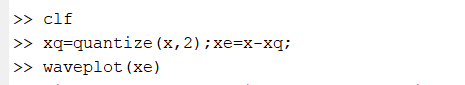 >> clf
>> xq=quantize(x,2);xe=x-xq;
>> waveplot(xe)